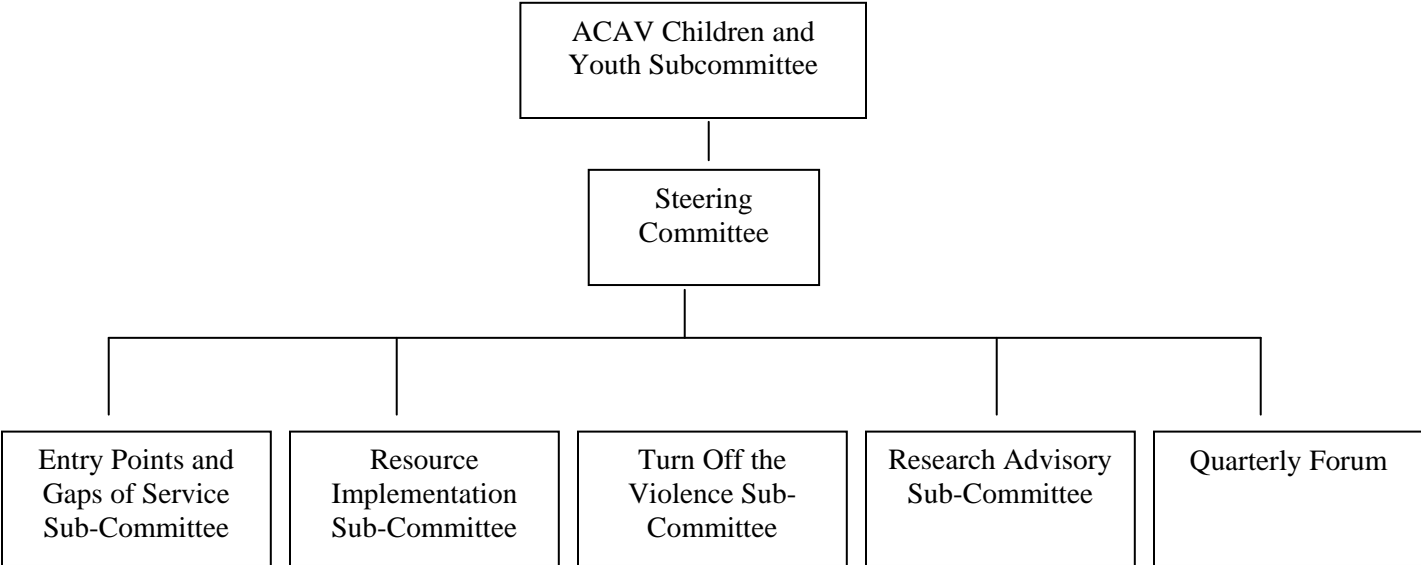 ACAV Children and
Youth Subcommittee
Steering
Committee
Entry Points and
Gaps of Service
Sub-Committee
Resource
Implementation
Sub-Committee
Turn Off the
Violence Sub-
Committee
Research Advisory
Sub-Committee
Quarterly Forum